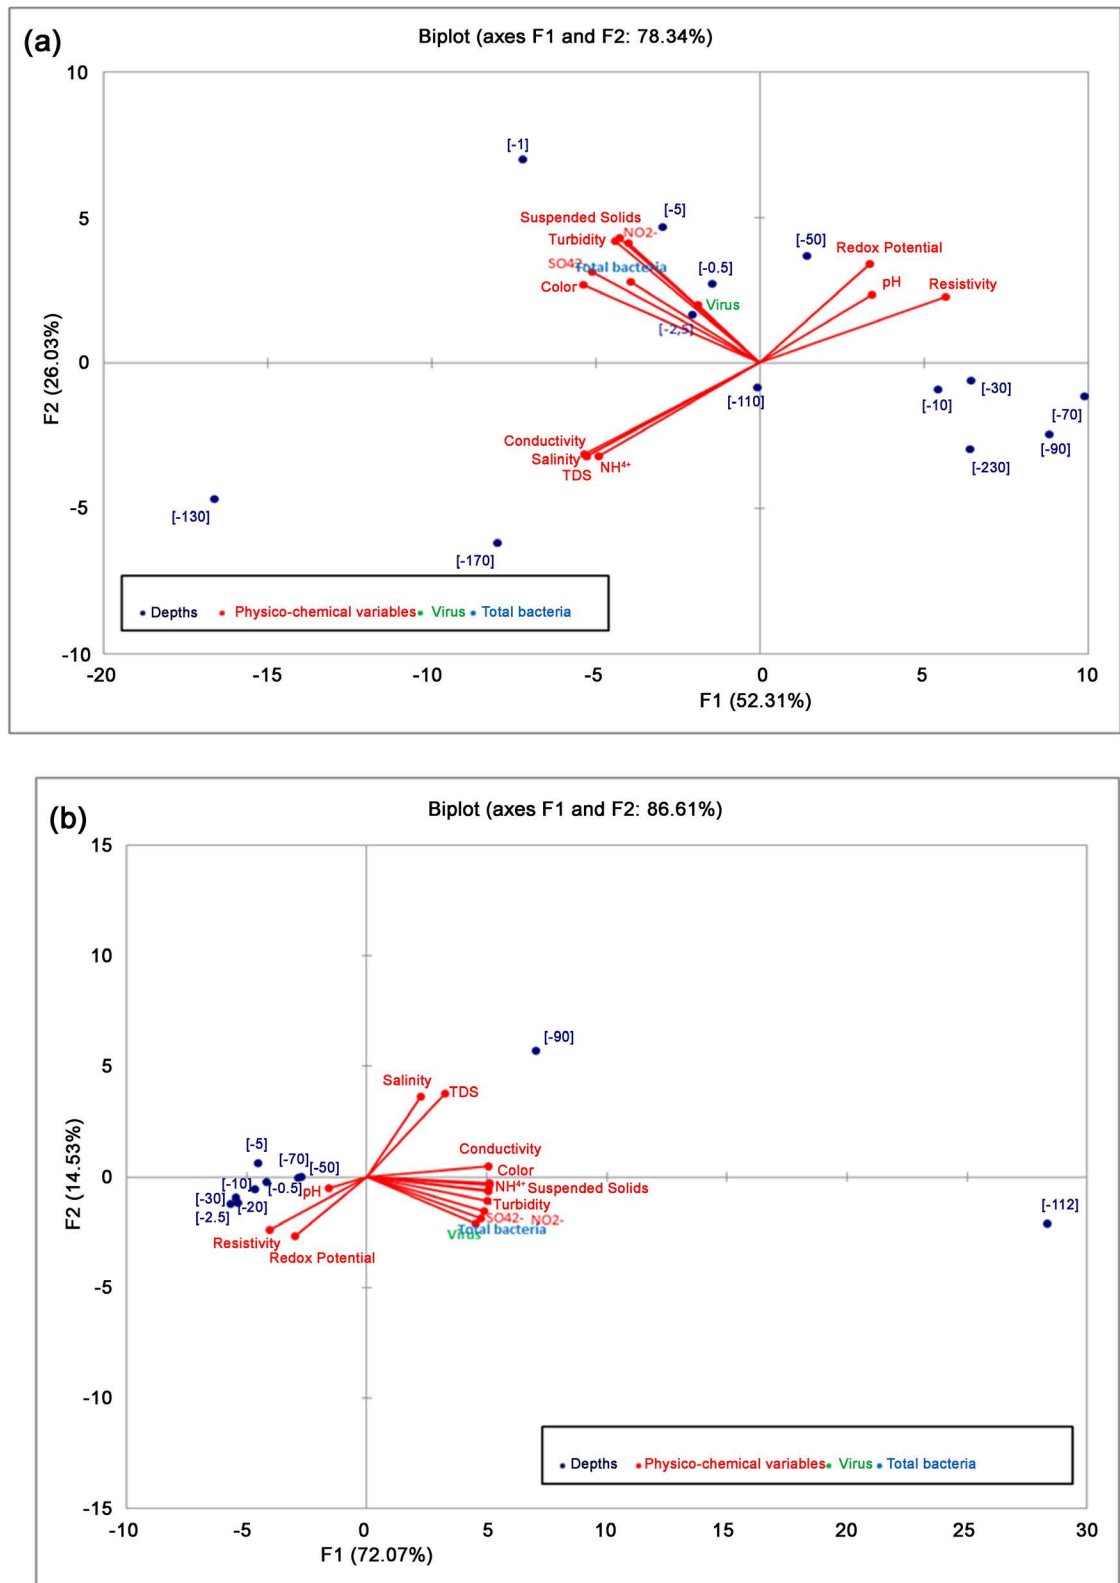 (a)
Biplot (axes F1 and F2: 78.34%)
10
[-1]
Suspended Solids
[-5]
5
NO2-
Turbidity
[-50]
Redox Potential
SO42-
Total bacteria
[-0.5]
pH
Resistivity
Color
Virus
[-2,5]
0
F2 (26.03%)
[-110]
[-10]
[-30]
[-70]
Conductivity
Salinity
TDS
NH4+
[-90]
[-230]
-5
[-130]
[-170]
Depths Physico-chemical variables Virus Total bacteria
-10
-20 -15 -10 -5 0 5 10
F1 (52.31%)
(b)
Biplot (axes F1 and F2: 86.61%)
15
10
[-90]
5
Salinity
TDS
Conductivity
[-5]
[-70]
[-50]
Color
0
[-10]
[-0.5]
pH
NH4+
Suspended Solids
[-30]
[-20]
[-2.5]
Turbidity
SO42-
NO2-
Total bacteria
Virus
[-112]
F2 (14.53%)
Resistivity
Redox Potential
-5
-10
Depths Physico-chemical variables Virus Total bacteria
-15
-10 -5 0 5 10 15 20 25 30
F1 (72.07%)